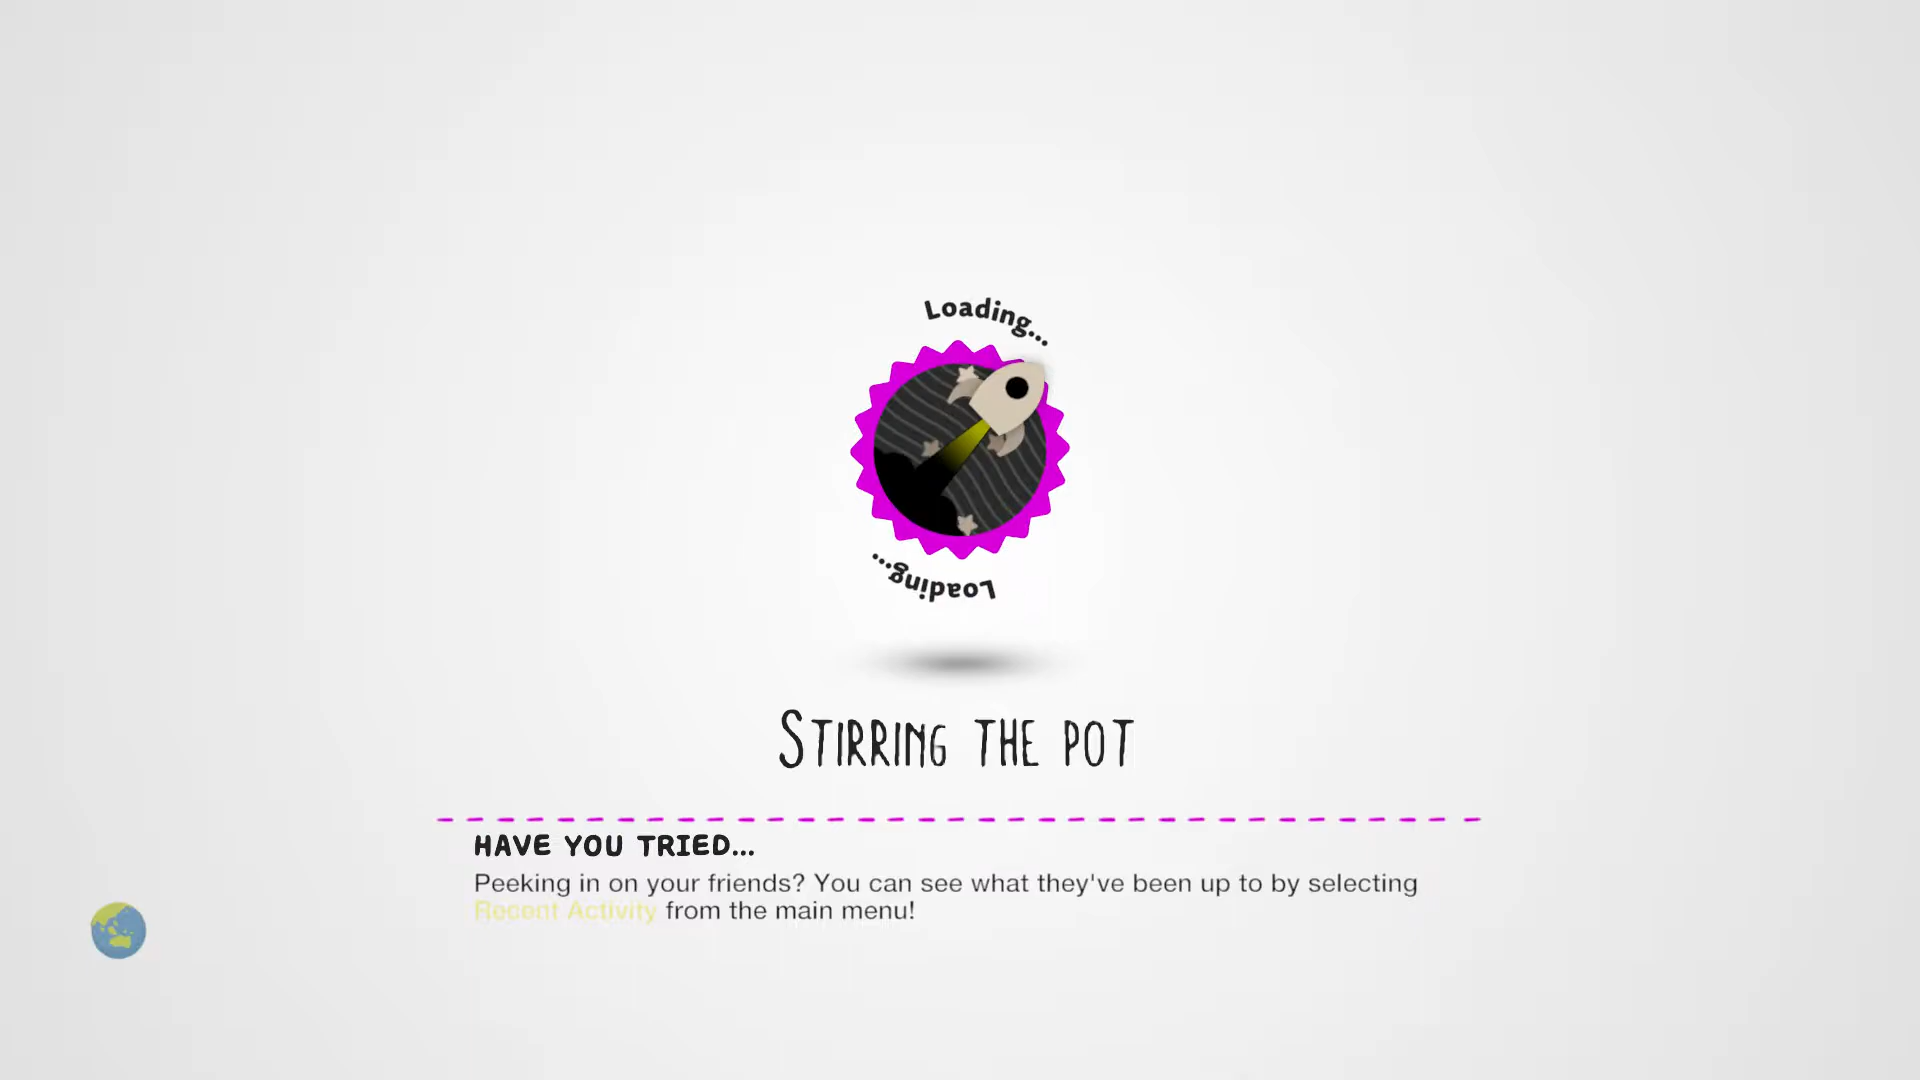 Loading...
Loading...
STIRRING THE POT
HAVE YOU TRIED...
Peeking in on your friends? You can see what they've been up to by selecting
Recent Activity from the main menu!